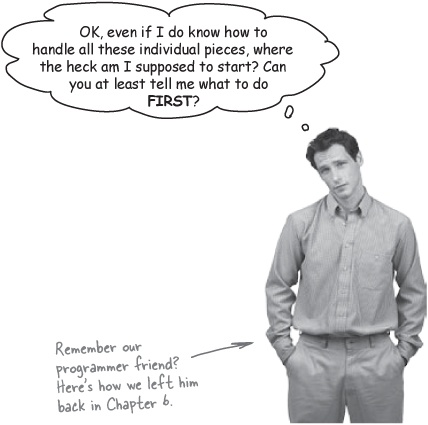 OK, even if I do know how to
handle all these individual pieces, where
the heck am I supposed to start? Can
you at least tell me what to do
FIRST?
Remember our
programmer friend?
Here's how we left him
back in Chapter 6.